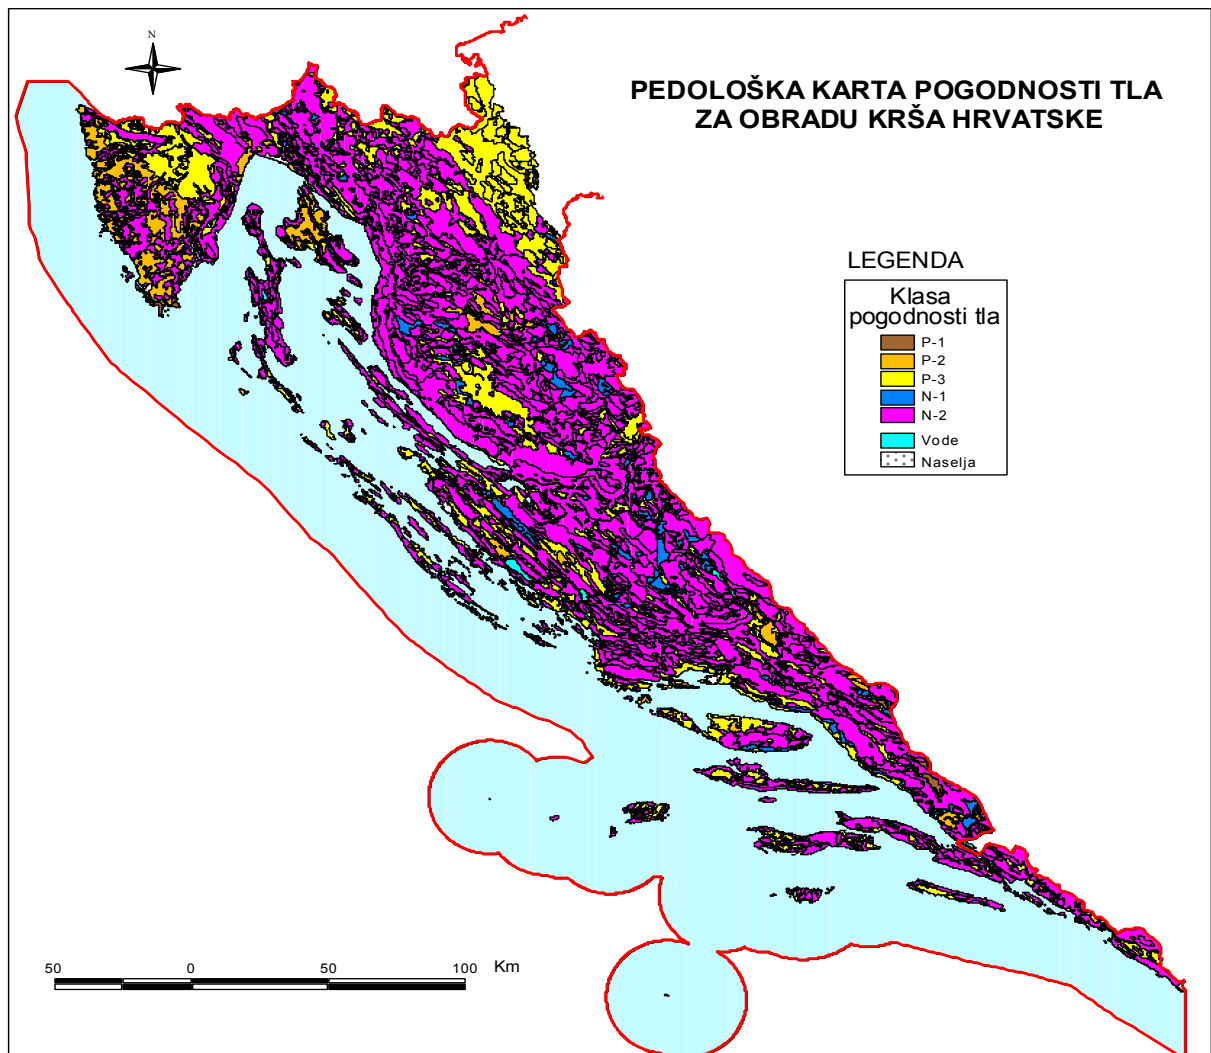 N
PEDOLOŠKA KARTA POGODNOSTI TLA
ZA OBRADU KRŠA HRVATSKE
LEGENDA
Klasa
pogodnosti tla
P-1
P-2
P-3
N-1
N-2
Vode
Naselja
50 0 50 100 Km